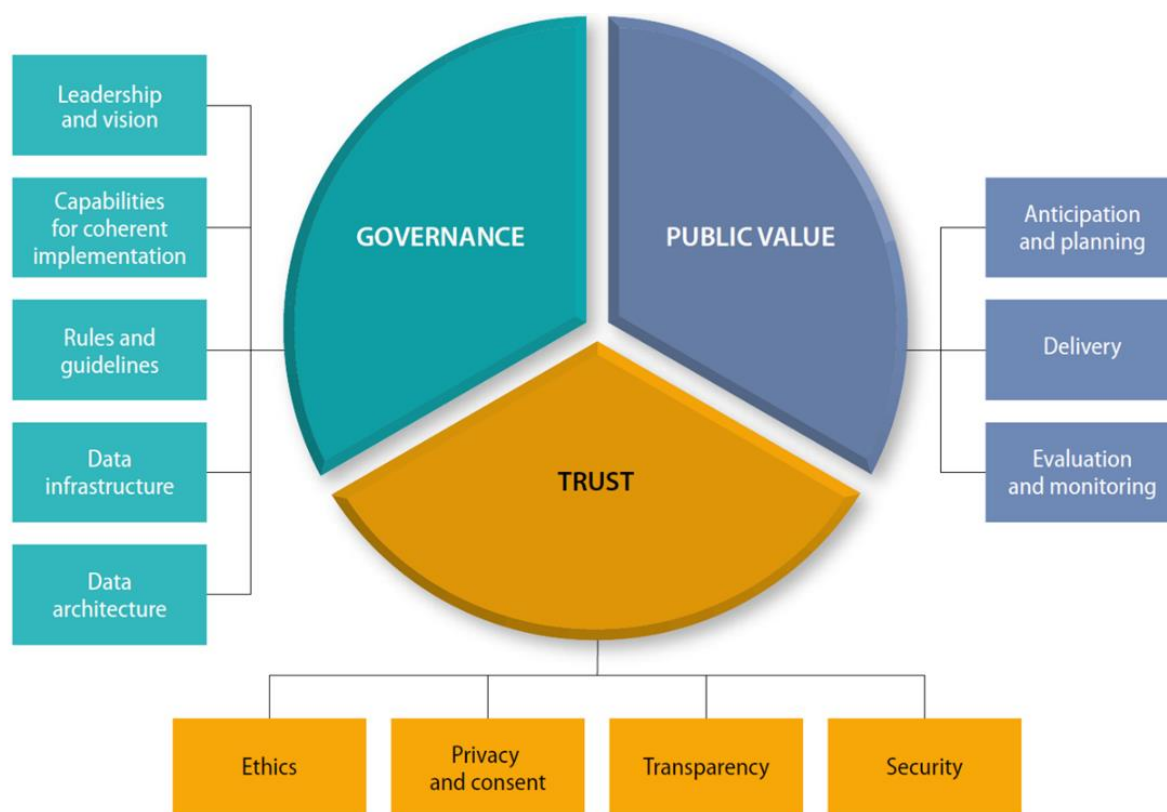 Leadership
and vision
Capabilities
for coherent
implementation
Rules and
guidelines
Data
infrastructure
Data
architecture
GOVERNANCE
PUBLIC VALUE
TRUST
Anticipation
and planning
Delivery
Evaluation
and monitoring
Ethics
Privacy
and consent
Transparency
Security